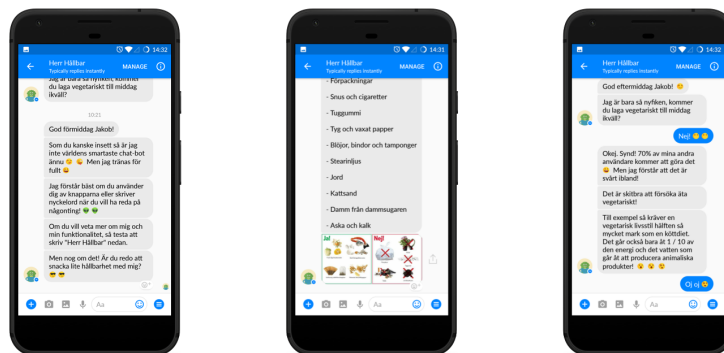 14:32
Herr Hållbar
Typically replies instantly
MANAGE
Jag är bara så nyfiken, kommer
du laga vegetariskt till middag
ikväll?
10:21
God förmiddag Jakob!
Som du kanske insett så är jag
inte världens smartaste chat-bot
ännu 😕 😪 Men jag tränas för
fullt 😀
Jag förstår bäst om du använder
dig av knapparna eller skriver
nyckelord när du vill ha reda på
någonting! 👽 👽
Om du vill veta mer om mig och
min funktionalitet, så testa att
skriv "Herr Hållbar" nedan.
Men nog om det! Är du redo att
snacka lite hållbarhet med mig?
😎 😎
Aa
14:31
Herr Hållbar
Typically replies instantly
MANAGE
- Förpackningar
- Snus och cigaretter
- Tuggummi
- Tyg och vaxat papper
- Blöjor, bindor och tamponger
- Stearinljus
- Jord
- Kattsand
- Damm från dammsugaren
- Aska och kalk
Ja!
Nej!
Aa
14:32
Herr Hållbar
Typically replies instantly
MANAGE
God eftermiddag Jakob!
Jag är bara så nyfiken, kommer
du laga vegetariskt till middag
ikväll?
Nej!
Okej. Synd! 70% av mina andra
användare kommer att göra det
😀 Men jag förstår att det är
svårt ibland!
Det är skitbra att försöka äta
vegetariskt!
Till exempel så kräver en
vegetarisk livsstil hälften så
mycket mark som en köttdiet.
Det går också bara åt 1 / 10 av
den energi och det vatten som
går åt att producera animaliska
produkter! 😮 😮 😮
Oj oj
Aa